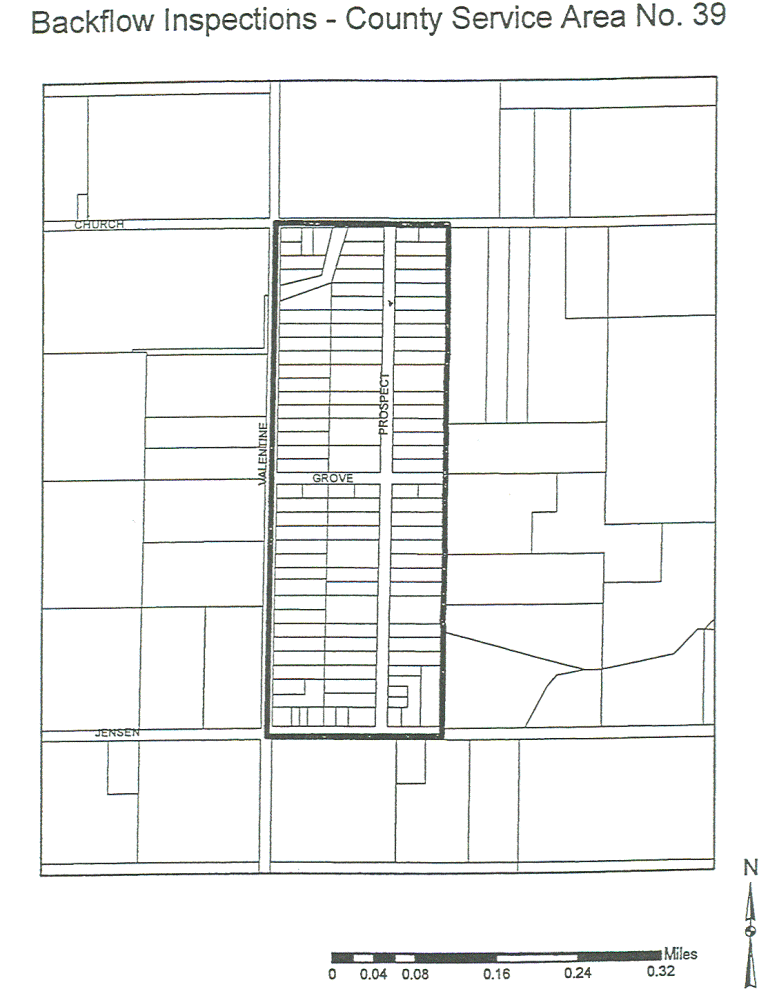 Backflow Inspections - County Service Area No. 39
CHURCH
PROSPECT
VALENTINE
GROVE
JENSEN
N
Miles
0 0.04 0.08 0.16 0.24 0.32